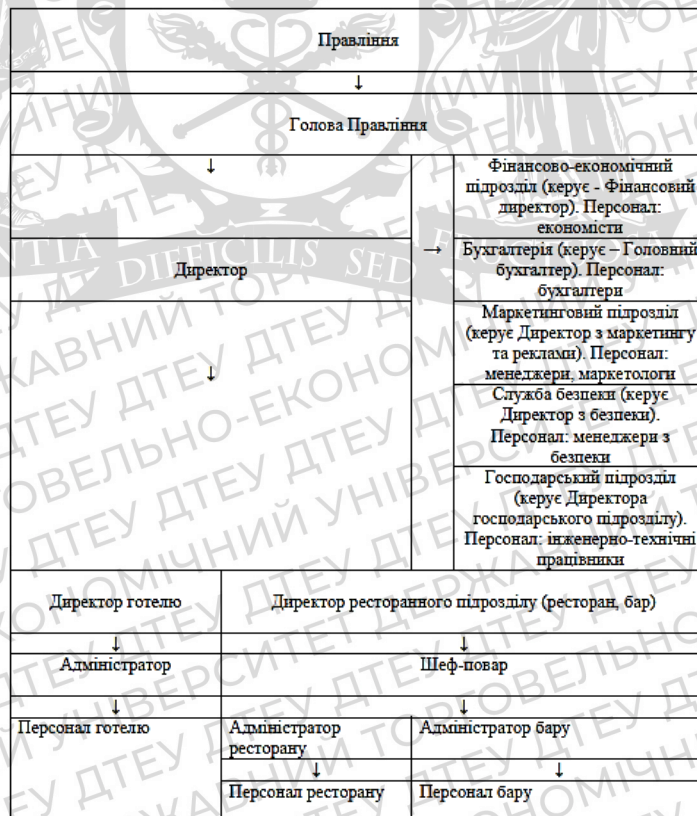 Правління
↓
Голова Правління
↓
→
Фінансово-економічний
підрозділ (керує - Фінансовий
директор). Персонал:
економісти
Директор
Бухгалтерія (керує – Головний
бухгалтер). Персонал:
бухгалтери
↓
Маркетинговий підрозділ
(керує Директор з маркетингу
та реклами). Персонал:
менеджери, маркетологи
Служба безпеки (керує
Директор з безпеки).
Персонал: менеджери з
безпеки
Господарський підрозділ
(керує Директора
господарського підрозділу).
Персонал: інженерно-технічні
працівники
Директор готелю
Директор ресторанного підрозділу (ресторан, бар)
↓ ↓
Адміністратор
Шеф-повар
↓ ↓
Персонал готелю
Адміністратор
ресторану
Адміністратор бару
↓ ↓
Персонал ресторану
Персонал бару